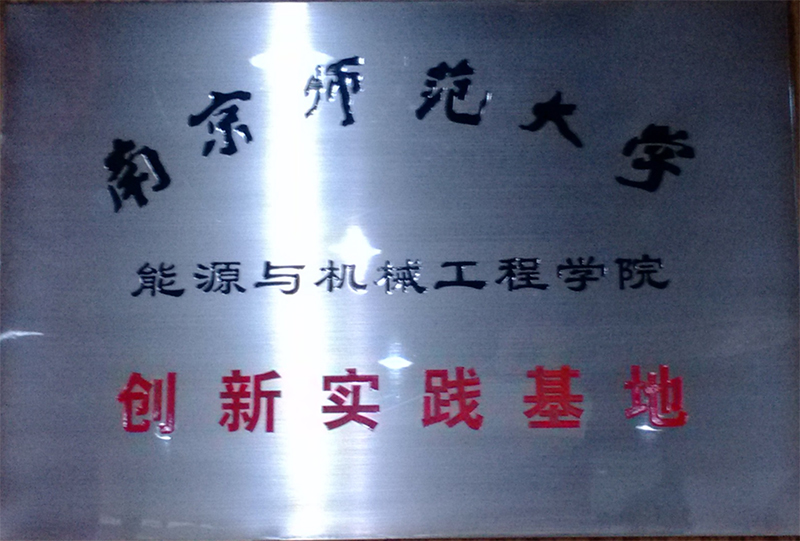 南京师范大学
能源与机械工程学院
创新实践基地